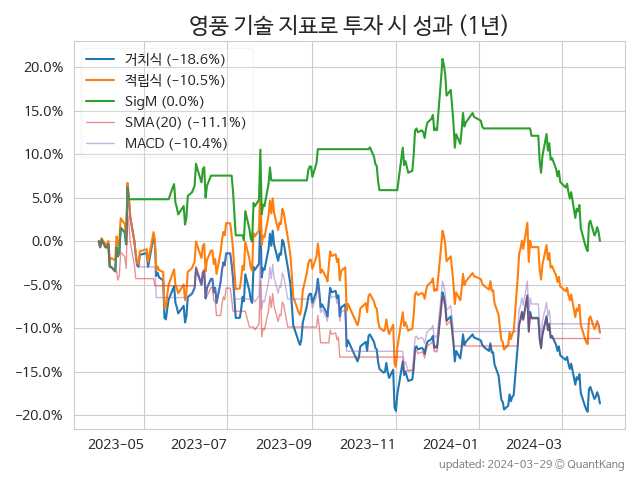 영풍 기술 지표로 투자 시 성과 (1년)
거치식 (−18.6%)
적립식 (−10.5%)
SigM (0.0%)
SMA(20) (−11.1%)
MACD (−10.4%)
20.0%
15.0%
10.0%
5.0%
0.0%
−5.0%
−10.0%
−15.0%
−20.0%
2023-05 2023-07 2023-09 2023-11 2024-01 2024-03
updated: 2024-03-29 © QuantKang